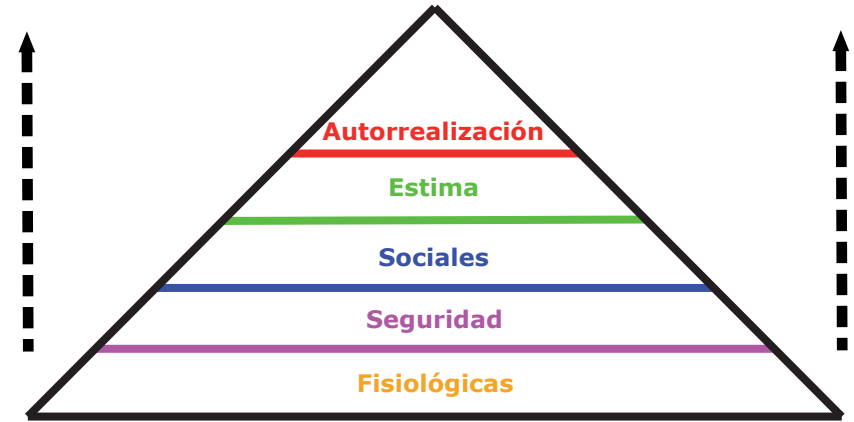 Autorrealización
Estima
Sociales
Seguridad
Fisiológicas